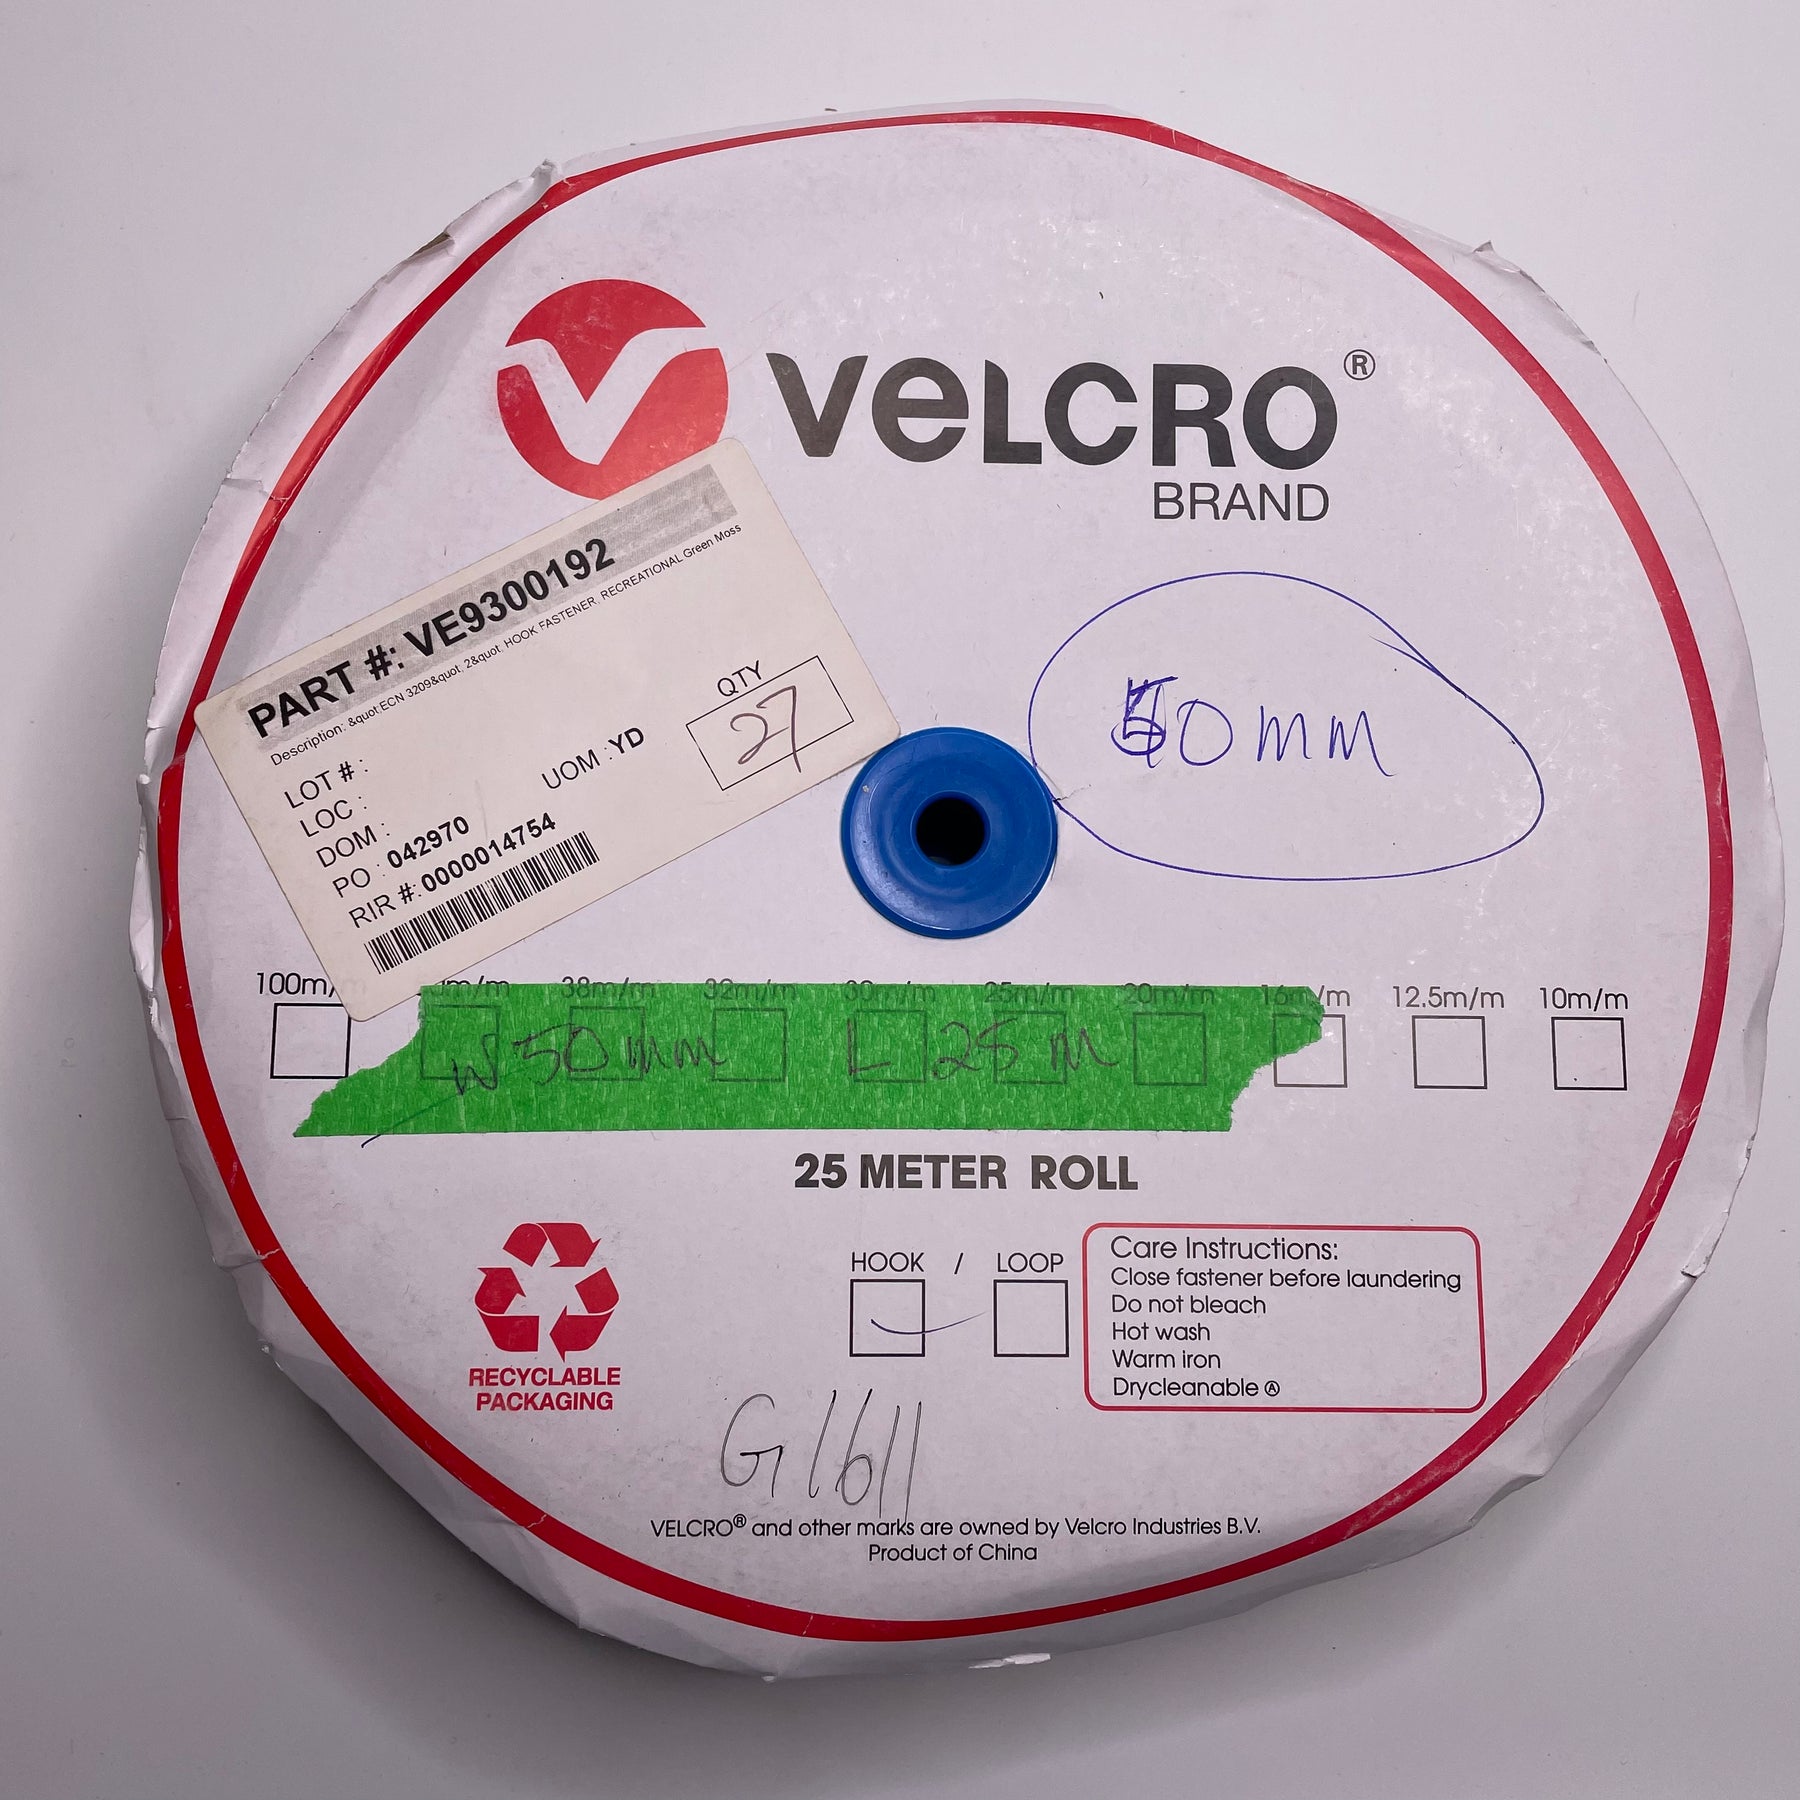 VELCRO®
BRAND
PART #: VE9300192
Description: &quot;ECN 3209&quot; 2&quot; HOOK FASTENER, RECREATIONAL Green Moss
QTY
27
LOT # :
LOC :
UOM : YD
DOM :
PO : 042970
RIR #: 0000014754
50mm
100m/ m/m 38m/m 32m/m 30m/m 25m/m 20m/m 16m/m 12.5m/m 10m/m
W 50mm L 25 m
25 METER ROLL
HOOK / LOOP
RECYCLABLE
PACKAGING
Care Instructions:
Close fastener before laundering
Do not bleach
Hot wash
Warm iron
Drycleanable Ⓐ
G1611
VELCRO® and other marks are owned by Velcro Industries B.V.
Product of China